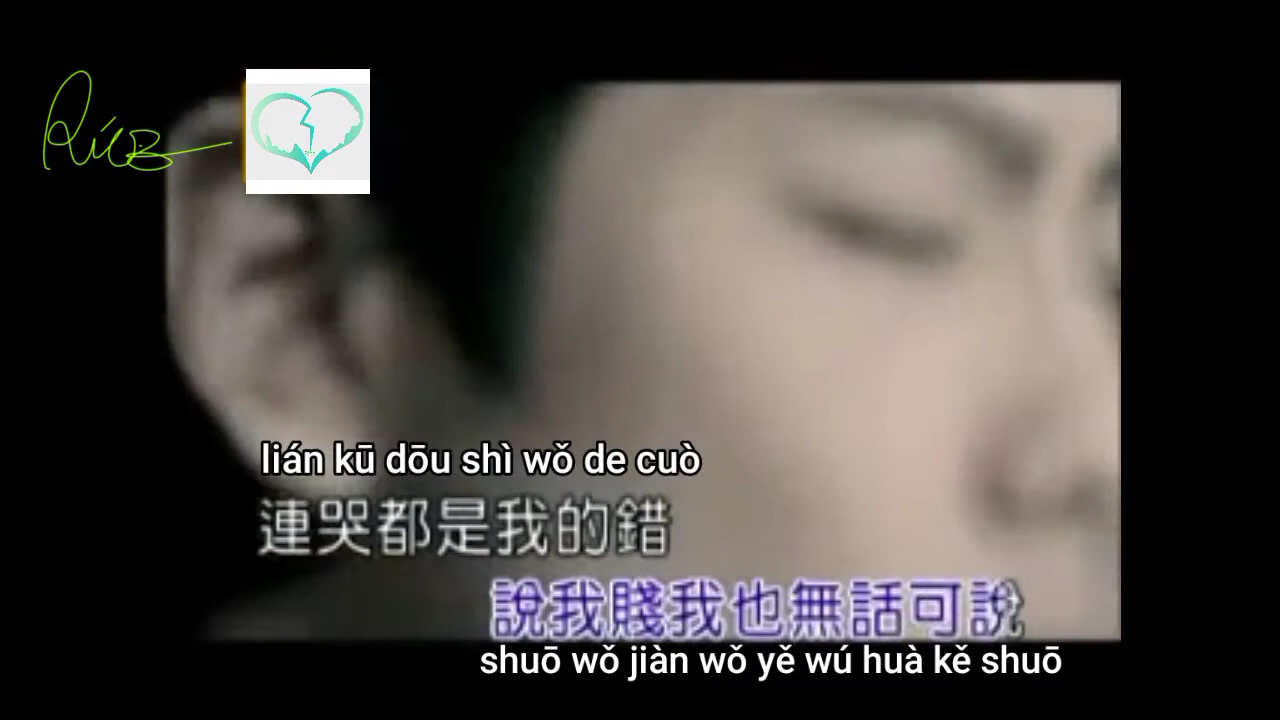 RicB
lián kū dōu shì wǒ de cuò
連哭都是我的錯
說我賤我也無話可說
shuō wǒ jiàn wǒ yě wú huà kě shuō